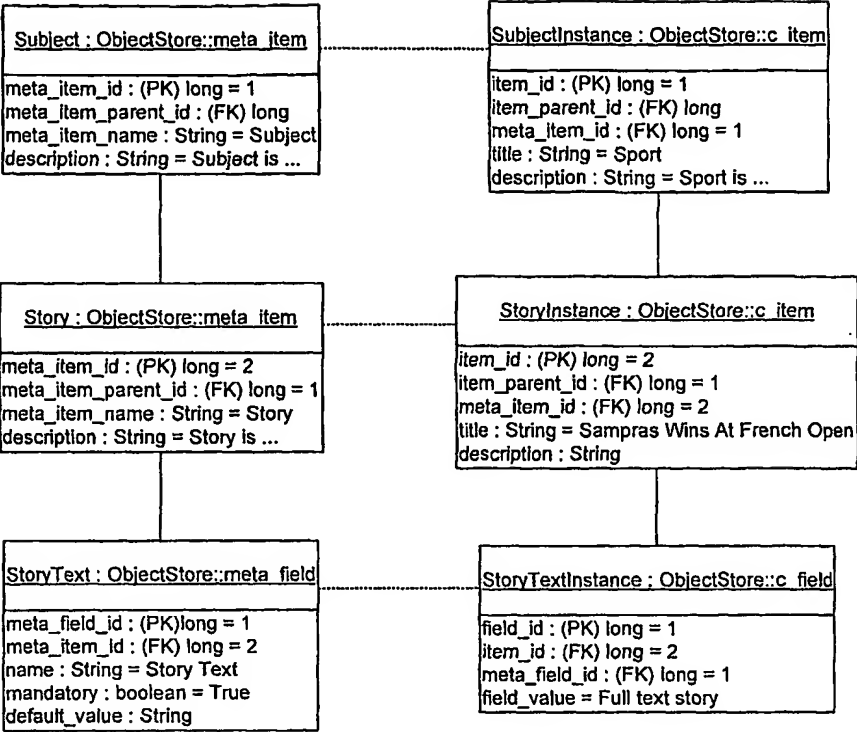 Subject : ObjectStore::meta_item
meta_item_id : (PK) long = 1
meta_item_parent_id : (FK) long
meta_item_name : String = Subject
description : String = Subject is ...
SubjectInstance : ObjectStore::c_item
item_id : (PK) long = 1
item_parent_id : (FK) long
meta_item_id : (FK) long = 1
title : String = Sport
description : String = Sport is ...
Story : ObjectStore::meta_item
meta_item_id : (PK) long = 2
meta_item_parent_id : (FK) long = 1
meta_item_name : String = Story
description : String = Story is ...
StoryInstance : ObjectStore::c_item
item_id : (PK) long = 2
item_parent_id : (FK) long = 1
meta_item_id : (FK) long = 2
title : String = Sampras Wins At French Open
description : String
StoryText : ObjectStore::meta_field
meta_field_id : (PK)long = 1
meta_item_id : (FK) long = 2
name : String = Story Text
mandatory : boolean = True
default_value : String
StoryTextInstance : ObjectStore::c_field
field_id : (PK) long = 1
item_id : (FK) long = 2
meta_field_id : (FK) long = 1
field_value = Full text story